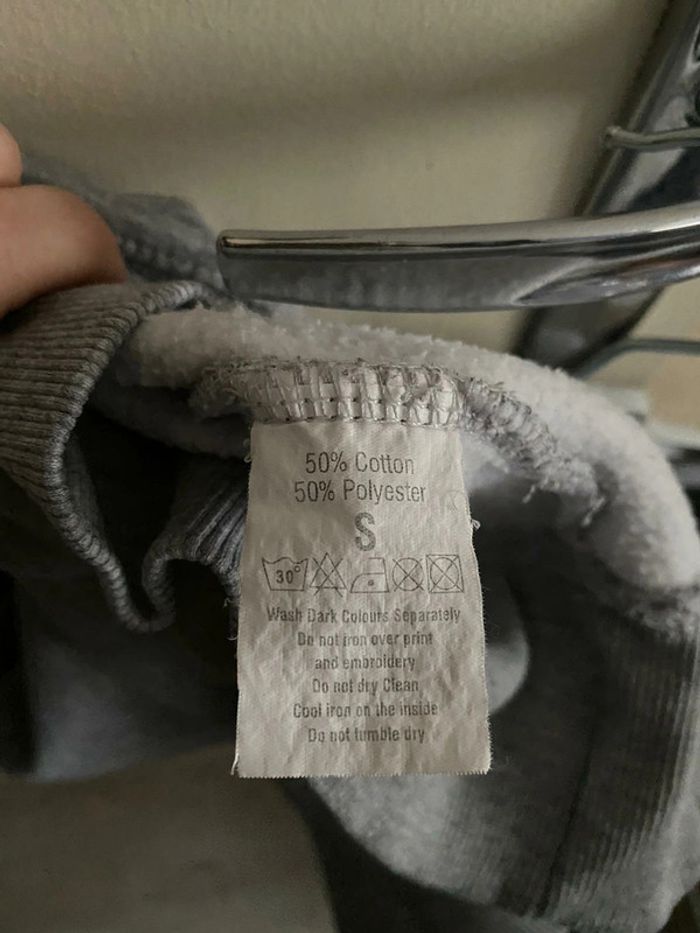 50% Cotton
50% Polyester
S
30°
Wash Dark Colours Separately
Do not iron over print
and embroidery
Do not dry Clean
Cool iron on the inside
Do not tumble dry